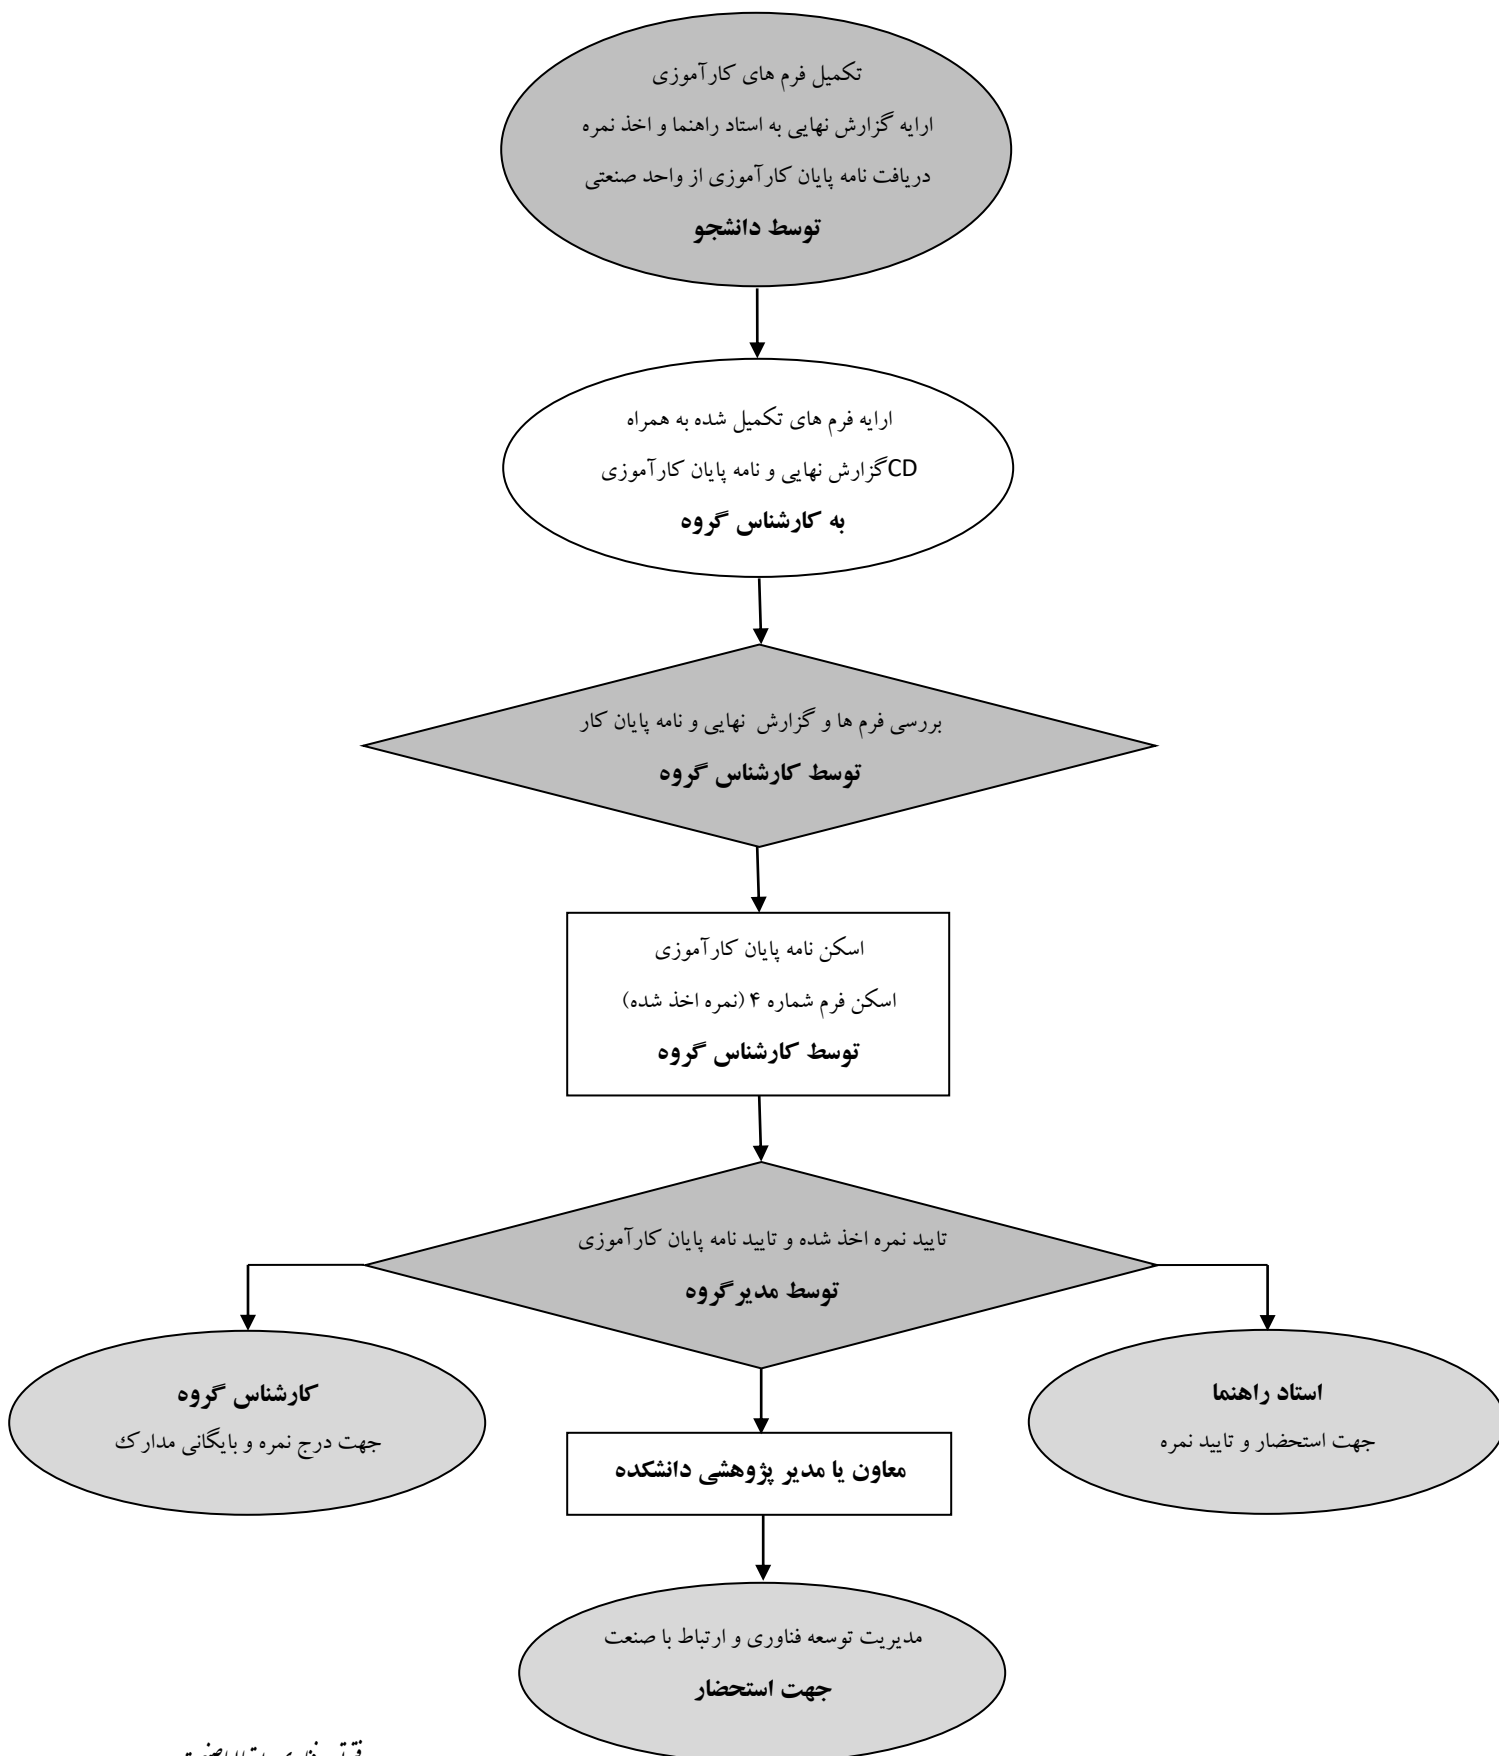 تکمیل فرم های کارآموزی
ارایه گزارش نهایی به استاد راهنما و اخذ نمره
دریافت نامه پایان کارآموزی از واحد صنعتی
توسط دانشجو
ارایه فرم های تکمیل شده به همراه
CDگزارش نهایی و نامه پایان کارآموزی
به کارشناس گروه
بررسی فرم ها و گزارش نهایی و نامه پایان کار
توسط کارشناس گروه
اسکن نامه پایان کارآموزی
اسکن فرم شماره ۴ (نمره اخذ شده)
توسط کارشناس گروه
تایید نمره اخذ شده و تایید نامه پایان کارآموزی
توسط مدیرگروه
استاد راهنما
جهت استحضار و تایید نمره
کارشناس گروه
جهت درج نمره و بایگانی مدارک
معاون یا مدیر پژوهشی دانشکده
مدیریت توسعه فناوری و ارتباط با صنعت
جهت استحضار